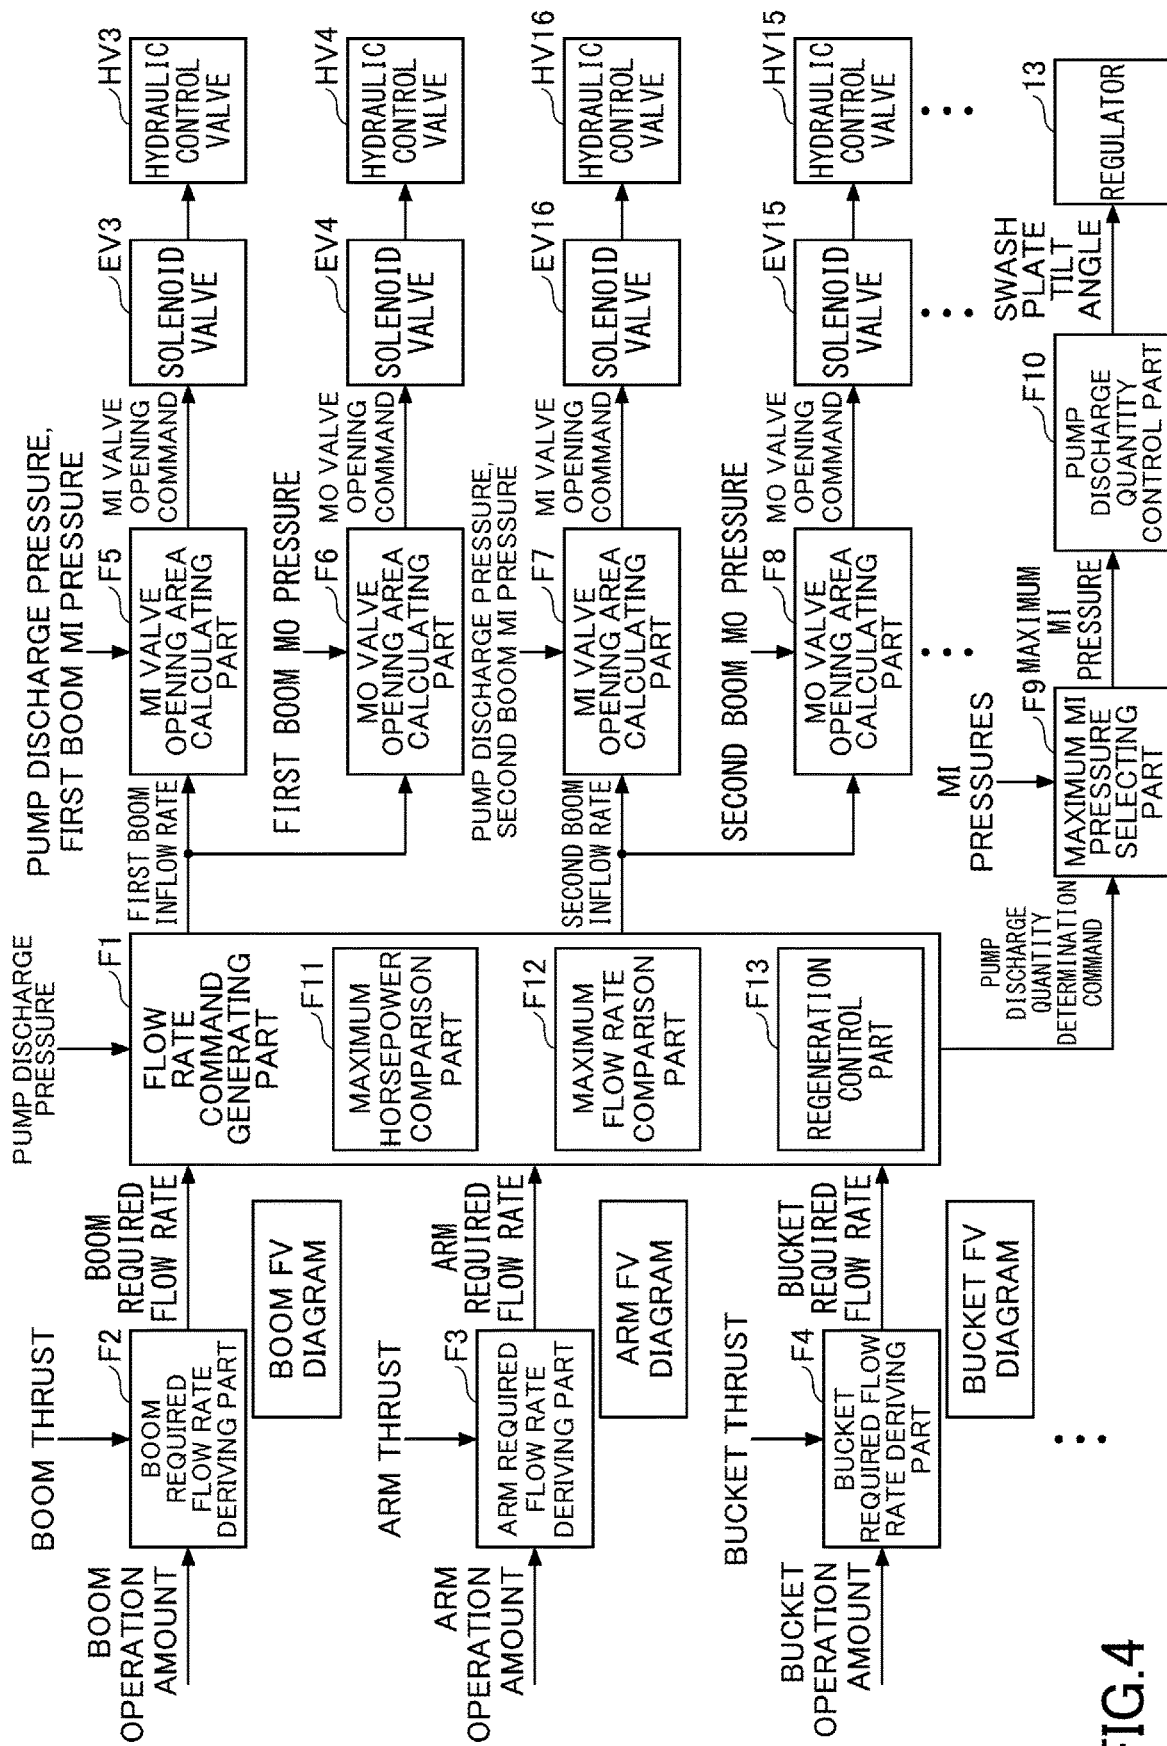 BOOM
OPERATION
AMOUNT
BOOM THRUST
F2
BOOM
REQUIRED
FLOW RATE
DERIVING PART
BOOM FV
DIAGRAM
BOOM
REQUIRED
FLOW RATE
ARM
OPERATION
AMOUNT
ARM THRUST
F3
ARM REQUIRED
FLOW RATE
DERIVING PART
ARM FV
DIAGRAM
ARM
REQUIRED
FLOW RATE
BUCKET
OPERATION
AMOUNT
BUCKET THRUST
F4
BUCKET
REQUIRED FLOW
RATE DERIVING
PART
BUCKET FV
DIAGRAM
BUCKET
REQUIRED
FLOW RATE
PUMP DISCHARGE
PRESSURE
F1
FLOW
RATE
COMMAND
GENERATING
PART
F11
MAXIMUM
HORSEPOWER
COMPARISON
PART
F12
MAXIMUM
FLOW RATE
COMPARISON
PART
F13
REGENERATION
CONTROL
PART
PUMP DISCHARGE PRESSURE,
FIRST BOOM MI PRESSURE
FIRST BOOM
INFLOW RATE
F5
MI VALVE
OPENING AREA
CALCULATING
PART
MI VALVE
OPENING
COMMAND
EV3
SOLENOID
VALVE
HV3
HYDRAULIC
CONTROL
VALVE
FIRST BOOM MO PRESSURE
F6
MO VALVE
OPENING AREA
CALCULATING
PART
MO VALVE
OPENING
COMMAND
EV4
SOLENOID
VALVE
HV4
HYDRAULIC
CONTROL
VALVE
PUMP DISCHARGE PRESSURE,
SECOND BOOM MI PRESSURE
SECOND BOOM
INFLOW RATE
F7
MI VALVE
OPENING AREA
CALCULATING
PART
MI VALVE
OPENING
COMMAND
EV16
SOLENOID
VALVE
HV16
HYDRAULIC
CONTROL
VALVE
SECOND BOOM MO PRESSURE
F8
MO VALVE
OPENING AREA
CALCULATING
PART
MO VALVE
OPENING
COMMAND
EV15
SOLENOID
VALVE
HV15
HYDRAULIC
CONTROL
VALVE
PUMP
DISCHARGE
QUANTITY
DETERMINATION
COMMAND
MI
PRESSURES
F9
MAXIMUM MI
PRESSURE
SELECTING
PART
MAXIMUM
MI
PRESSURE
F10
PUMP
DISCHARGE
QUANTITY
CONTROL PART
SWASH
PLATE
TILT
ANGLE
13
REGULATOR
FIG.4